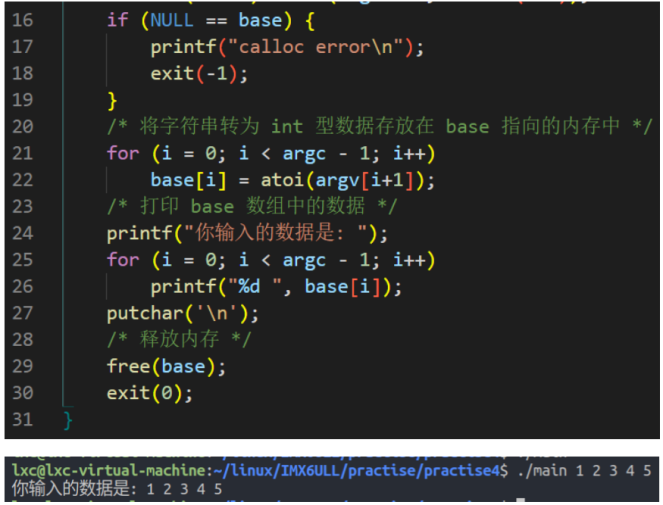 16 if (NULL == base) {
17 printf("calloc error\n");
18 exit(-1);
19 }
20 /* 将字符串转为 int 型数据存放在 base 指向的内存中 */
21 for (i = 0; i < argc - 1; i++)
22 base[i] = atoi(argv[i+1]);
23 /* 打印 base 数组中的数据 */
24 printf("你输入的数据是: ");
25 for (i = 0; i < argc - 1; i++)
26 printf("%d ", base[i]);
27 putchar('\n');
28 /* 释放内存 */
29 free(base);
30 exit(0);
31 }
lxc@lxc-virtual-machine:~/linux/IMX6ULL/practise/practise4$ ./main 1 2 3 4 5
你输入的数据是: 1 2 3 4 5